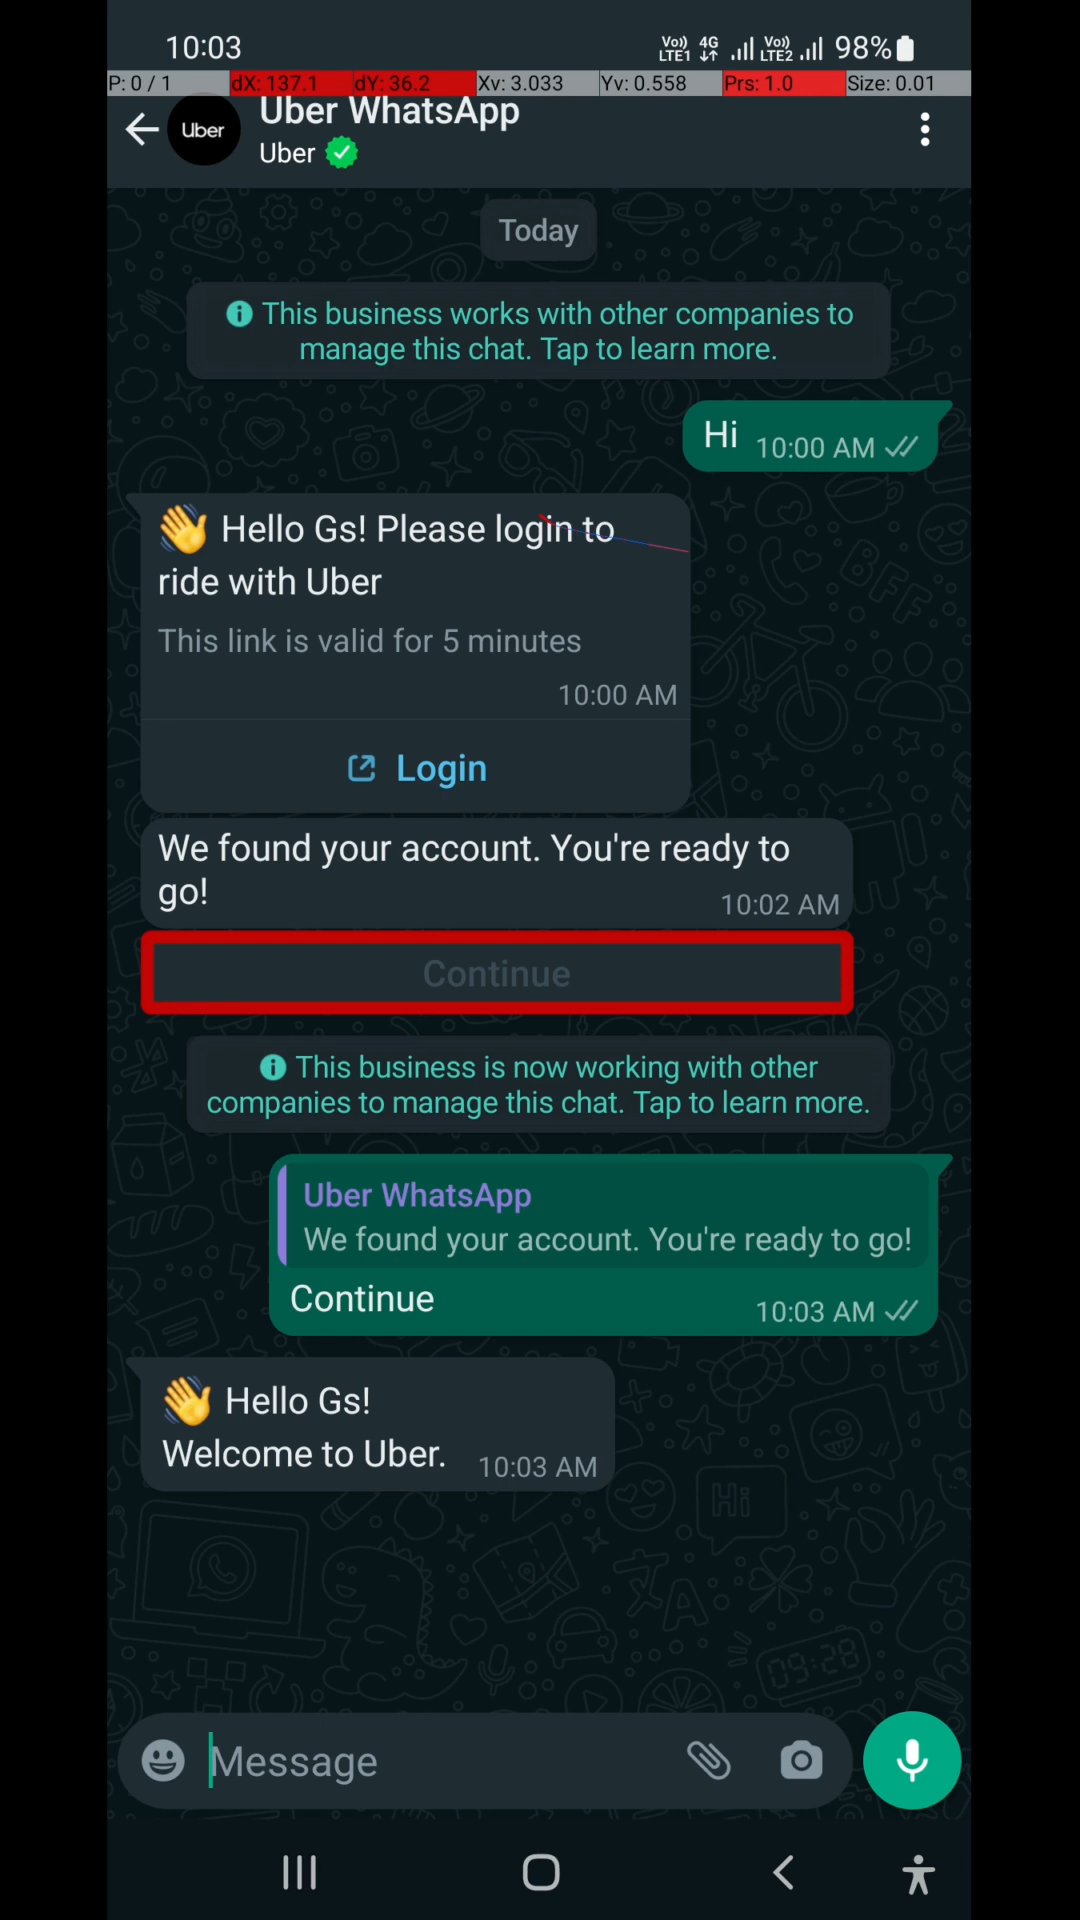 10:03
Vo)) LTE1 4G Vo)) LTE2 98%
P: 0 / 1 dX: 137.1 dY: 36.2 Xv: 3.033 Yv: 0.558 Prs: 1.0 Size: 0.01
Uber
Uber WhatsApp
Uber
Today
This business works with other companies to
manage this chat. Tap to learn more.
Hi 10:00 AM
👋 Hello Gs! Please login to
ride with Uber
This link is valid for 5 minutes
10:00 AM
Login
We found your account. You're ready to
go!
10:02 AM
Continue
This business is now working with other
companies to manage this chat. Tap to learn more.
Uber WhatsApp
We found your account. You're ready to go!
Continue
10:03 AM
👋 Hello Gs!
Welcome to Uber. 10:03 AM
Message